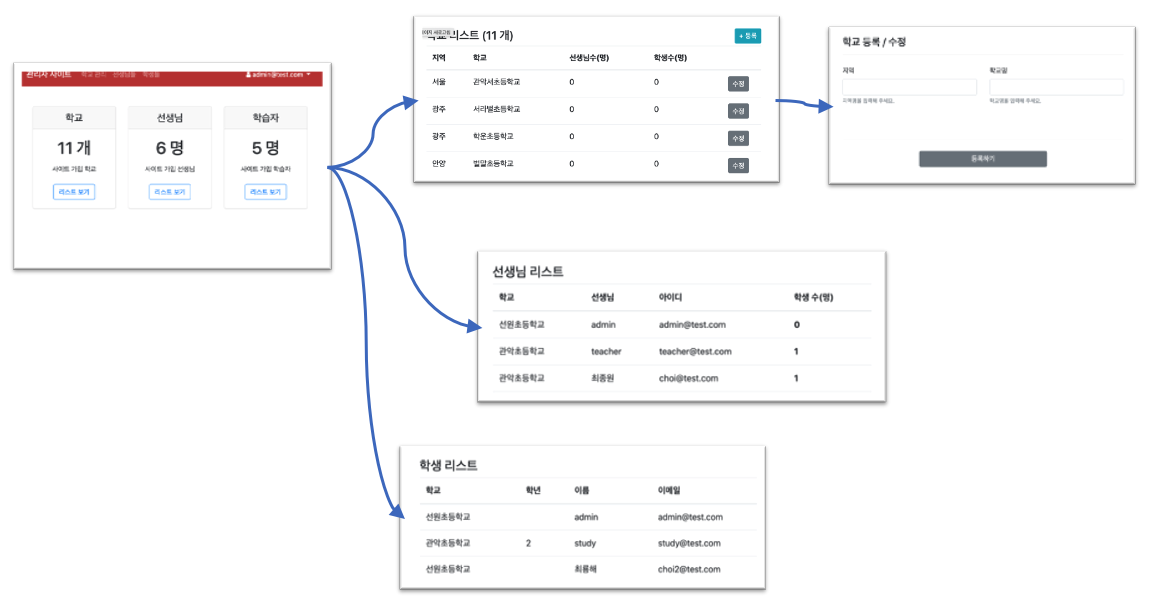 관리자 사이트 학교 관리 선생님들 학생들 admin@test.com
학교 선생님 학습자
11 개 6 명 5 명
사이트 가입 학교 사이트 가입 선생님 사이트 가입 학습자
리스트 보기 리스트 보기 리스트 보기
리스트 (11 개) + 등록
지역 학교 선생님수(명) 학생수(명)
서울 관악서초등학교 0 0 수정
광주 서라벌초등학교 0 0 수정
광주 학운초등학교 0 0 수정
안양 벌말초등학교 0 0 수정
학교 등록 / 수정
지역 학교명
지역명을 입력해 주세요. 학교명을 입력해 주세요.
등록하기
선생님 리스트
학교 선생님 아이디 학생 수(명)
선원초등학교 admin admin@test.com 0
관악초등학교 teacher teacher@test.com 1
관악초등학교 최종원 choi@test.com 1
학생 리스트
학교 학년 이름 이메일
선원초등학교 admin admin@test.com
관악초등학교 2 study study@test.com
선원초등학교 choi2@test.com